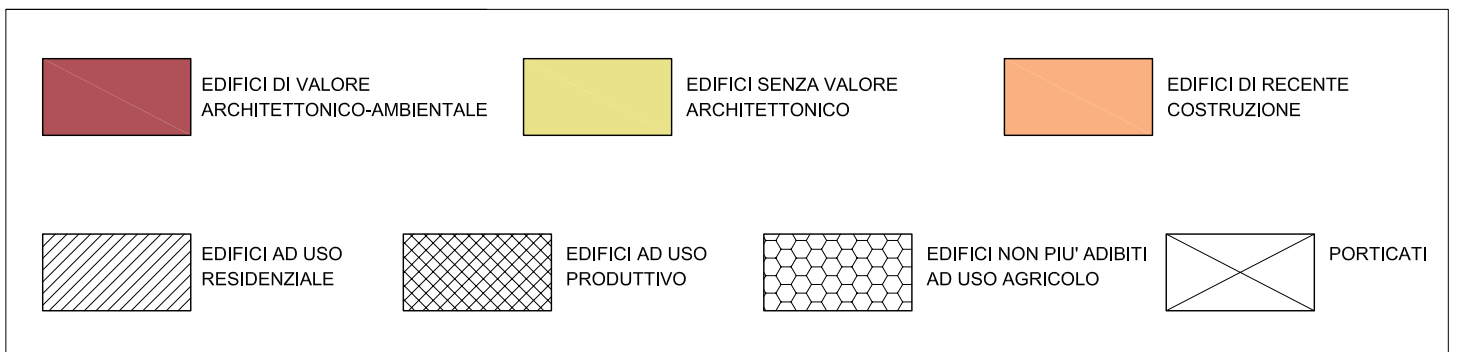 EDIFICI DI VALORE
ARCHITETTONICO-AMBIENTALE
EDIFICI SENZA VALORE
ARCHITETTONICO
EDIFICI DI RECENTE
COSTRUZIONE
EDIFICI AD USO
RESIDENZIALE
EDIFICI AD USO
PRODUTTIVO
EDIFICI NON PIU' ADIBITI
AD USO AGRICOLO
PORTICATI